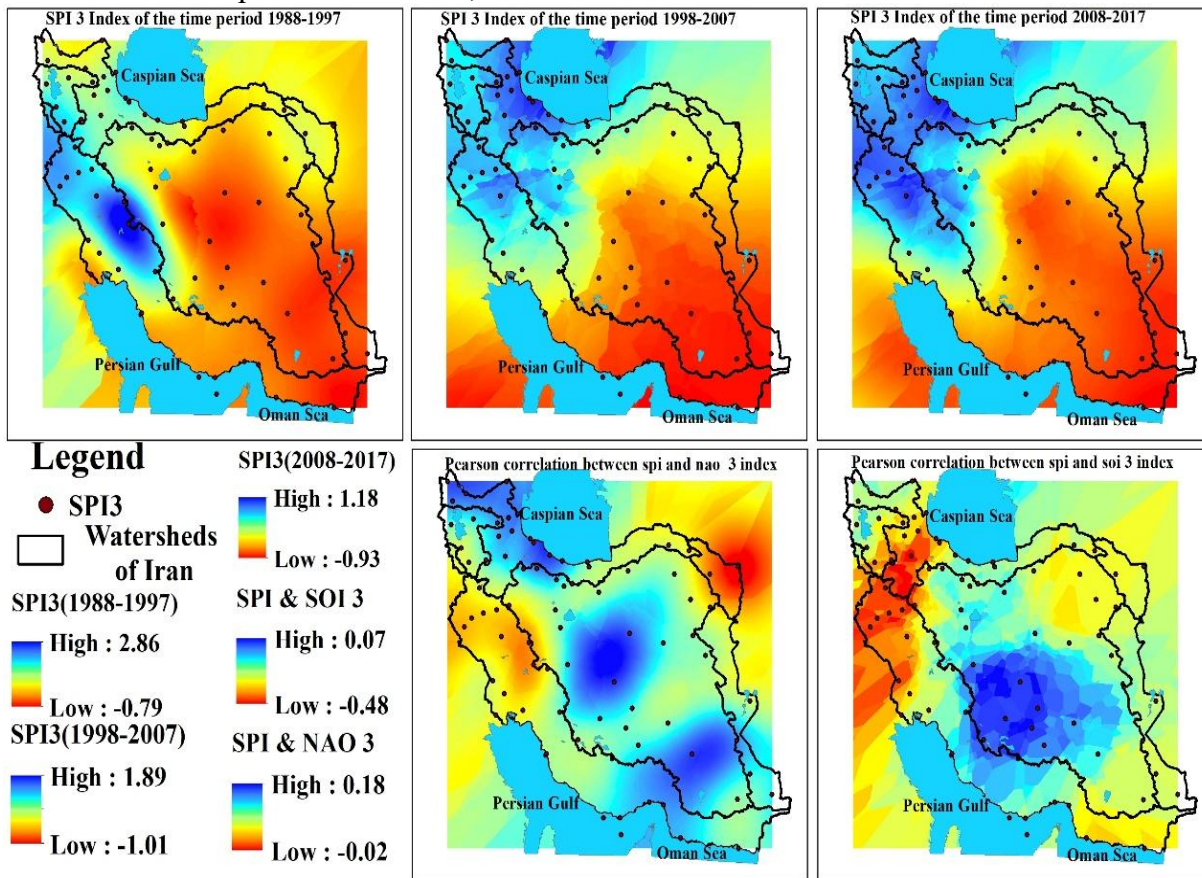 SPI 3 Index of the time period 1988-1997
Caspian Sea
Persian Gulf
Oman Sea
SPI 3 Index of the time period 1998-2007
Caspian Sea
Persian Gulf
Oman Sea
SPI 3 Index of the time period 2008-2017
Caspian Sea
Persian Gulf
Oman Sea
Legend
SPI3
Watersheds
of Iran
SPI3(1988-1997)
High : 2.86
Low : -0.79
SPI3(1998-2007)
High : 1.89
Low : -1.01
SPI3(2008-2017)
High : 1.18
Low : -0.93
SPI & SOI 3
High : 0.07
Low : -0.48
SPI & NAO 3
High : 0.18
Low : -0.02
Pearson correlation between spi and nao 3 index
Caspian Sea
Persian Gulf
Oman Sea
Pearson correlation between spi and soi 3 index
Caspian Sea
Persian Gulf
Oman Sea